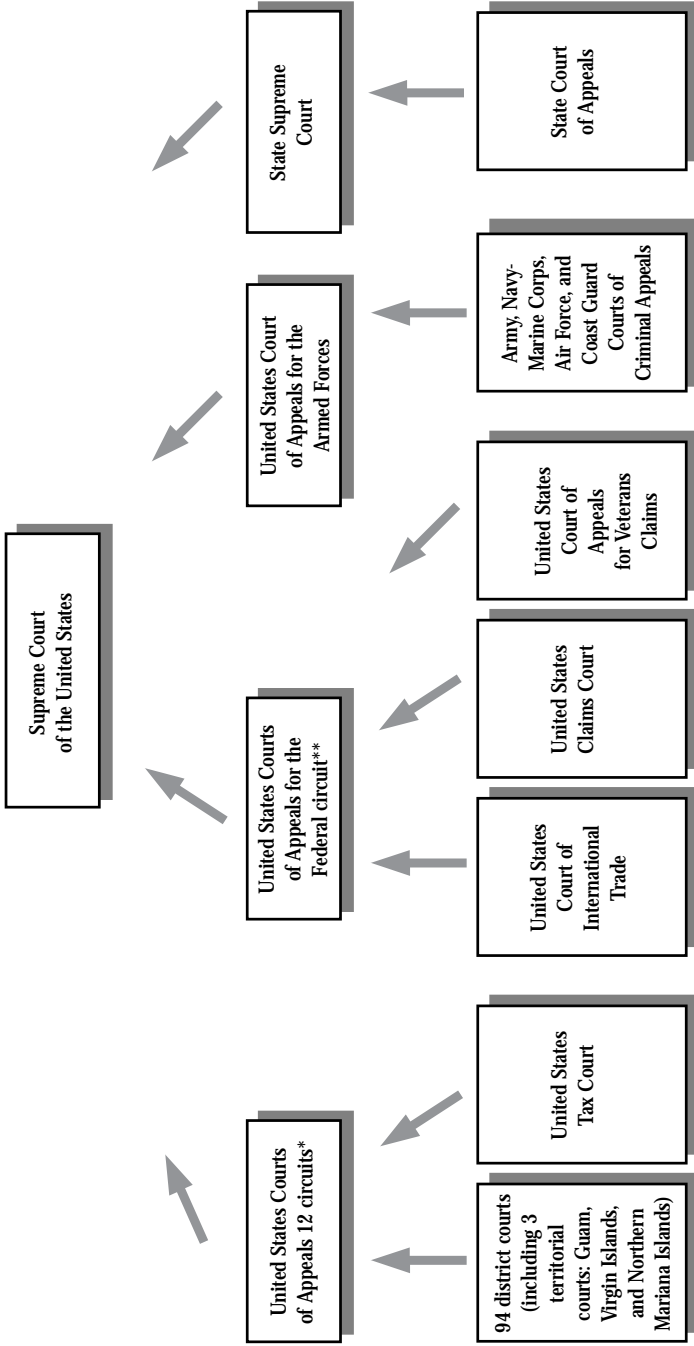 Supreme Court
of the United States
United States Courts
of Appeals 12 circuits*
United States Courts
of Appeals for the
Federal circuit**
United States Court
of Appeals for the
Armed Forces
State Supreme
Court
94 district courts
(including 3
territorial
courts: Guam,
Virgin Islands,
and Northern
Mariana Islands)
United States
Tax Court
United States
Court of
International
Trade
United States
Claims Court
United States
Court of
Appeals
for Veterans
Claims
Army, Navy-
Marine Corps,
Air Force, and
Coast Guard
Courts of
Criminal Appeals
State Court
of Appeals